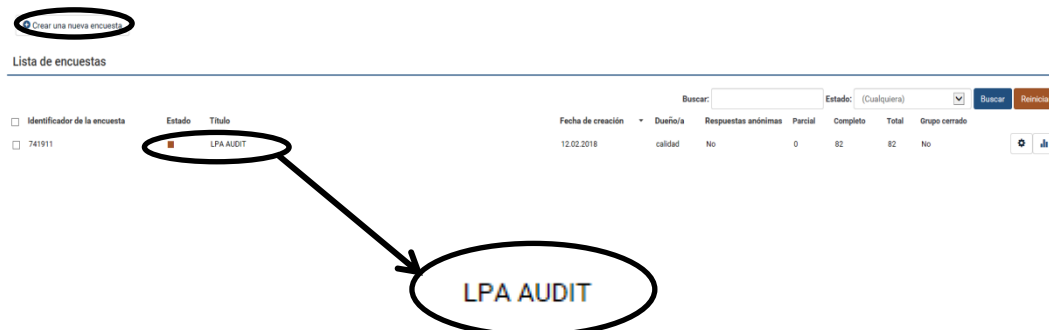 Crear una nueva encuesta
Lista de encuestas
Buscar: Estado: (Cualquiera) Buscar Reinicia
Identificador de la encuesta Estado Título Fecha de creación Dueño/a Respuestas anónimas Parcial Completo Total Grupo cerrado
741911 LPA AUDIT 12.02.2018 calidad No 0 82 82 No
LPA AUDIT